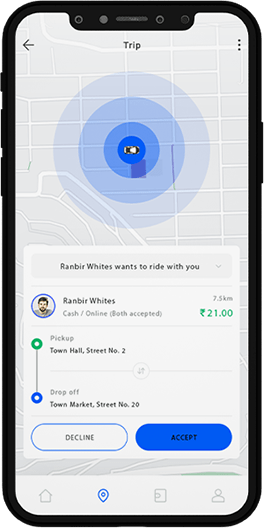 Trip
Ranbir Whites wants to ride with you
Ranbir Whites
7.5km
Cash / Online (Both accepted)
₹ 21.00
Pickup
Town Hall, Street No. 2
Drop off
Town Market, Street No. 20
DECLINE
ACCEPT